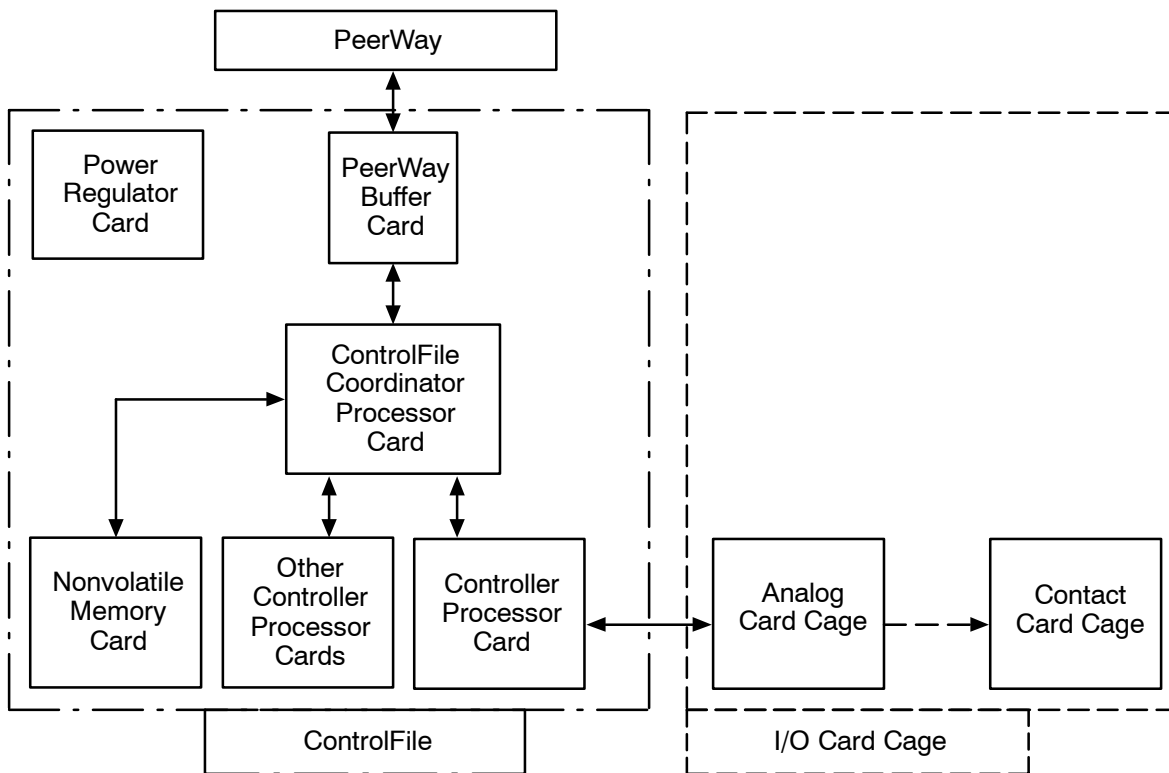 PeerWay
Power
Regulator
Card
PeerWay
Buffer
Card
ControlFile
Coordinator
Processor
Card
Nonvolatile
Memory
Card
Other
Controller
Processor
Cards
Controller
Processor
Card
Analog
Card Cage
Contact
Card Cage
ControlFile
I/O Card Cage